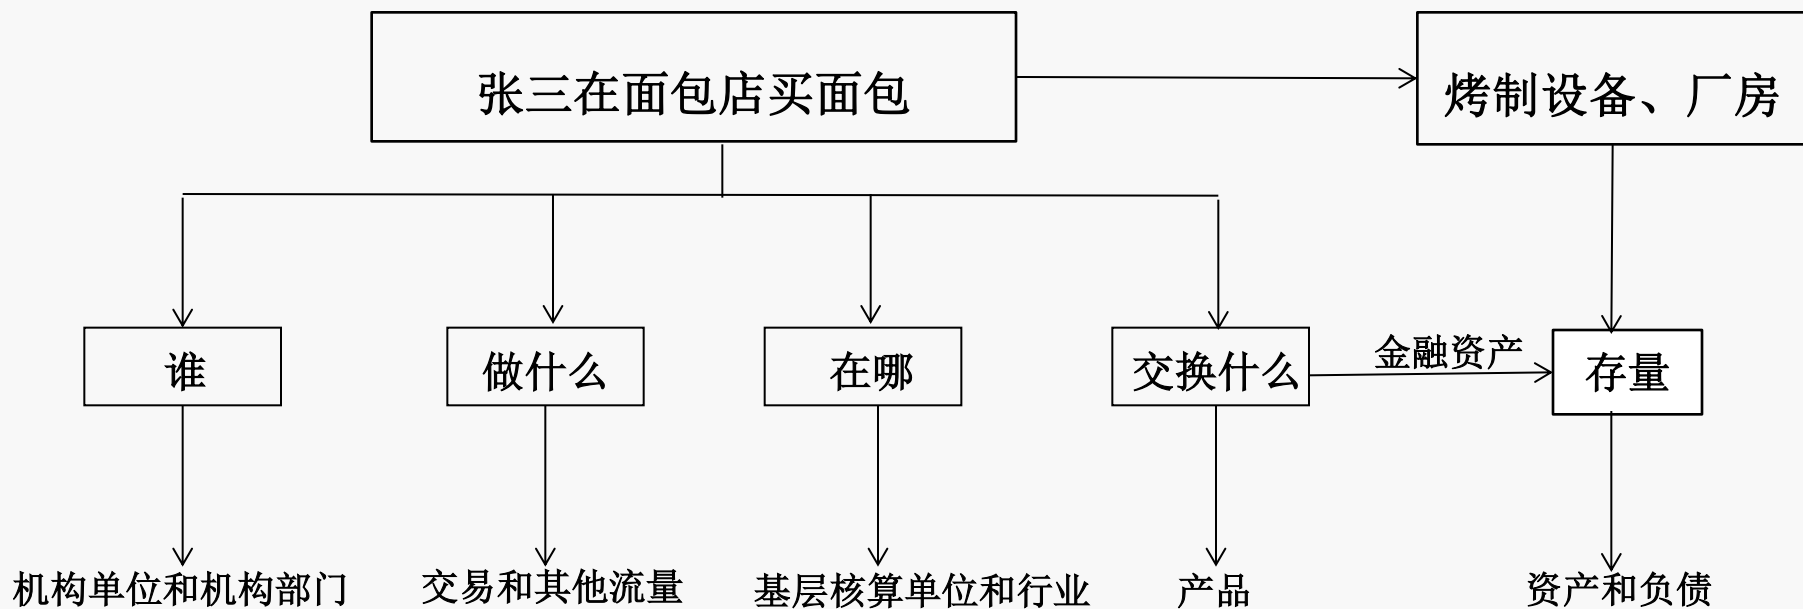 张三在面包店买面包
烤制设备、厂房
谁
做什么
在哪
交换什么
金融资产
存量
机构单位和机构部门
交易和其他流量
基层核算单位和行业
产品
资产和负债